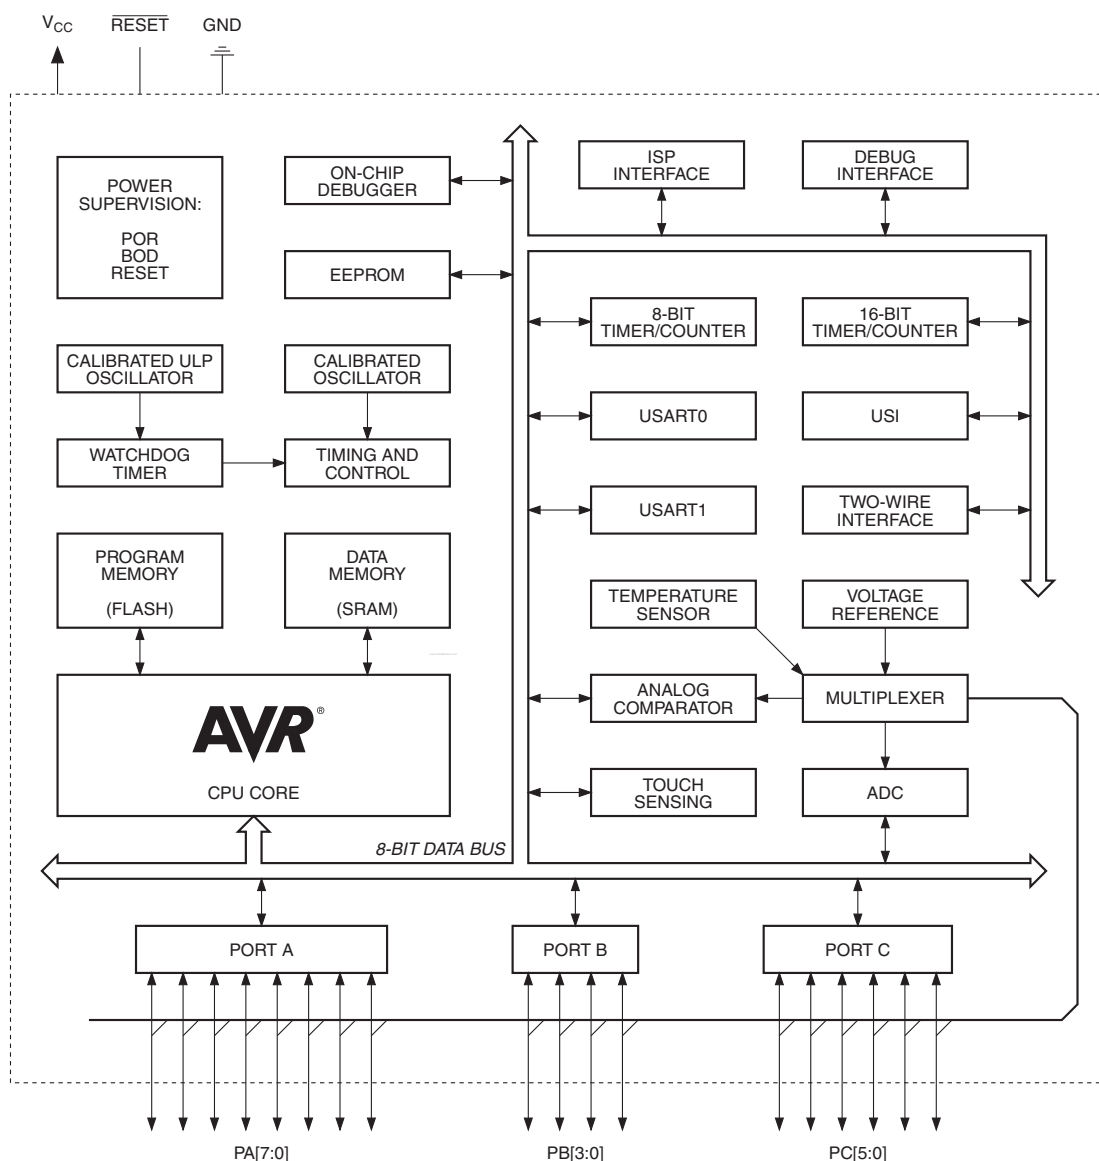 VCC
RESET
GND
POWER
SUPERVISION:
POR
BOD
RESET
ON-CHIP
DEBUGGER
ISP
INTERFACE
DEBUG
INTERFACE
EEPROM
8-BIT
TIMER/COUNTER
16-BIT
TIMER/COUNTER
CALIBRATED ULP
OSCILLATOR
CALIBRATED
OSCILLATOR
USART0
USI
WATCHDOG
TIMER
TIMING AND
CONTROL
USART1
TWO-WIRE
INTERFACE
PROGRAM
MEMORY
(FLASH)
DATA
MEMORY
(SRAM)
TEMPERATURE
SENSOR
VOLTAGE
REFERENCE
AVR®
CPU CORE
ANALOG
COMPARATOR
MULTIPLEXER
TOUCH
SENSING
ADC
8-BIT DATA BUS
PORT A
PORT B
PORT C
PA[7:0]
PB[3:0]
PC[5:0]